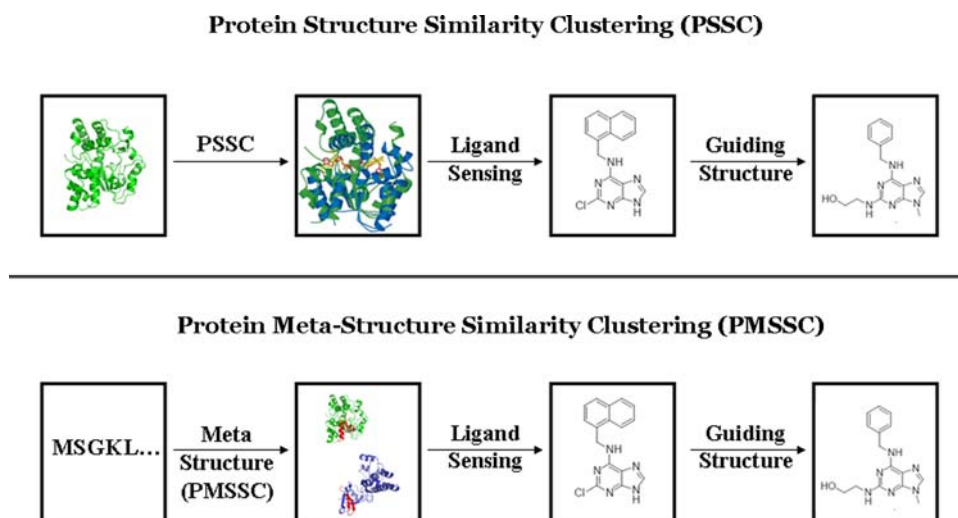 Protein Structure Similarity Clustering (PSSC)
PSSC
Ligand
Sensing
Guiding
Structure
NH
N
N
Cl
N
N
H
NH
N
N
HO
N
H
N
N
Protein Meta-Structure Similarity Clustering (PMSSC)
MSGKL...
Meta
Structure
(PMSSC)
Ligand
Sensing
Guiding
Structure
NH
N
N
Cl
N
N
H
NH
N
N
HO
N
H
N
N